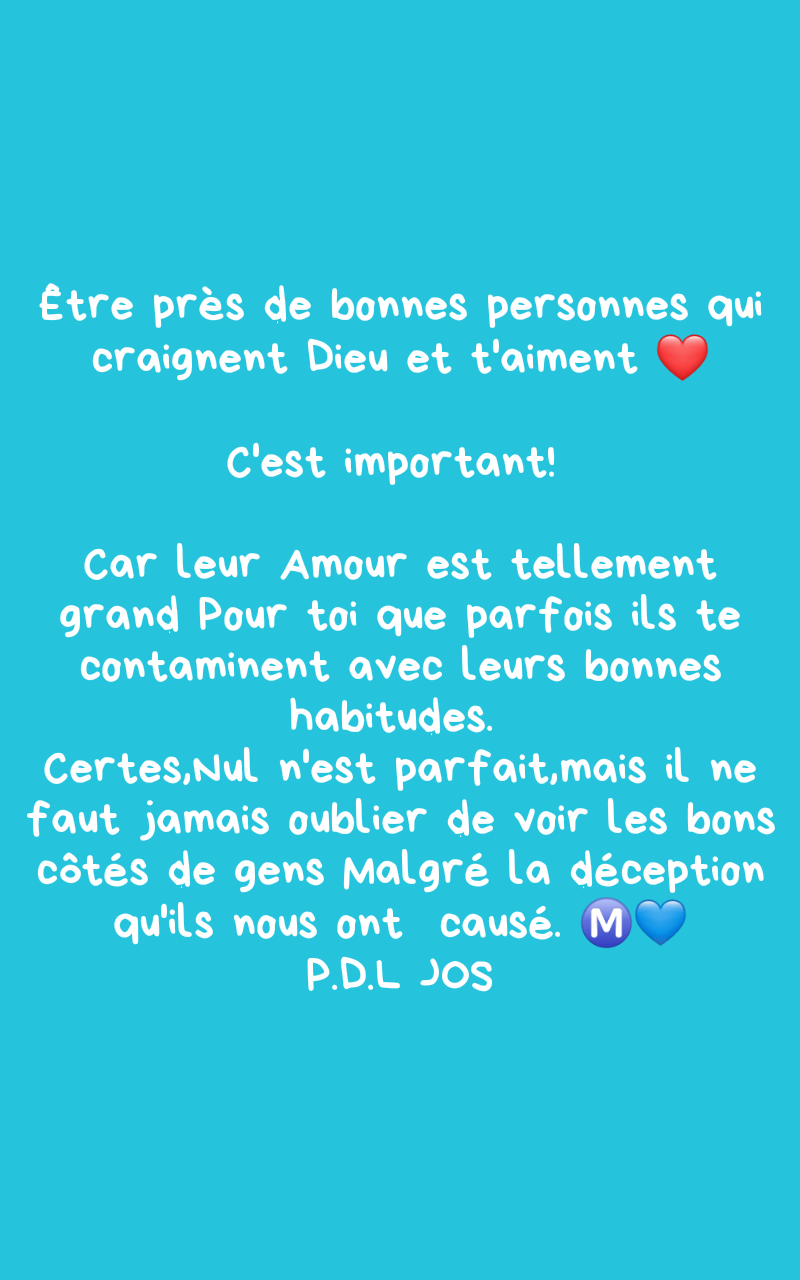 Être près de bonnes personnes qui
craignent Dieu et t'aiment ❤️
C'est important!
Car leur Amour est tellement
grand Pour toi que parfois ils te
contaminent avec leurs bonnes
habitudes.
Certes,Nul n'est parfait,mais il ne
faut jamais oublier de voir les bons
côtés de gens Malgré la déception
qu'ils nous ont  causé. Ⓜ️💙
P.D.L JOS